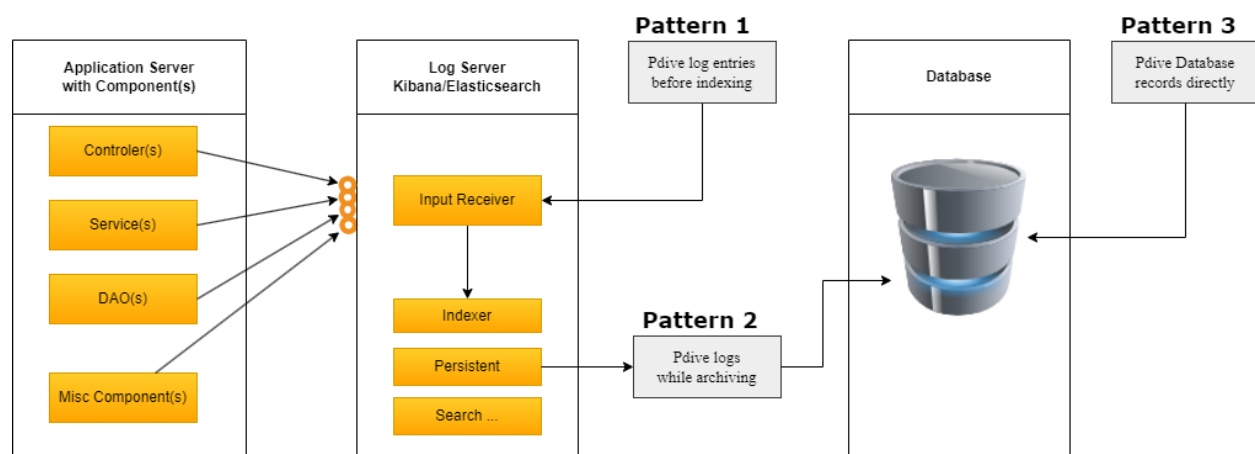 Application Server
with Component(s)
Controler(s)
Service(s)
DAO(s)
Misc Component(s)
Log Server
Kibana/Elasticsearch
Input Receiver
Indexer
Persistent
Search ...
Pattern 1
Pdive log entries
before indexing
Pattern 2
Pdive logs
while archiving
Database
Pattern 3
Pdive Database
records directly